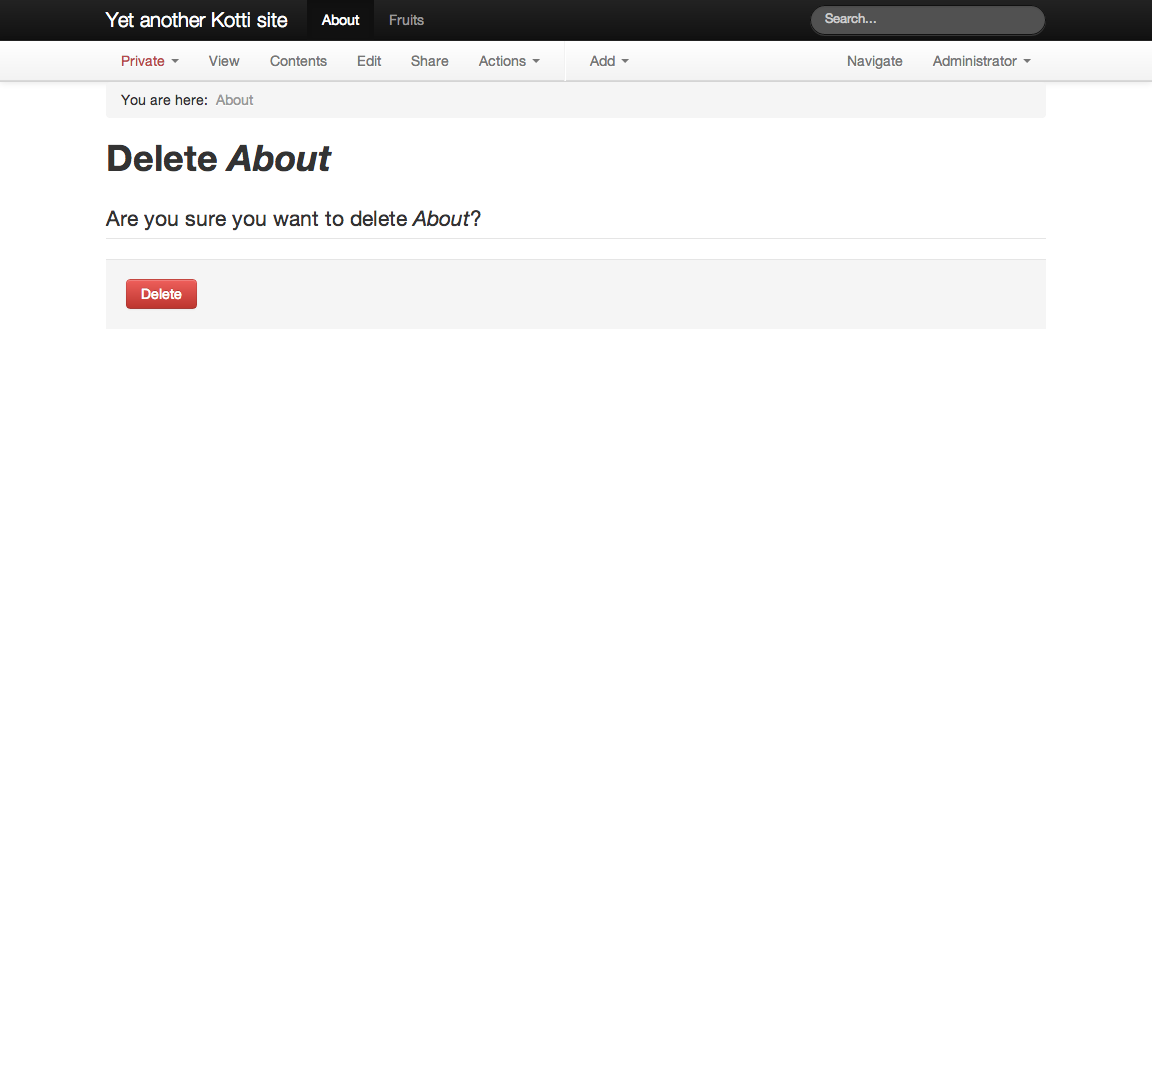 Yet another Kotti site About Fruits Search...
Private View Contents Edit Share Actions Add Navigate Administrator
You are here: About
Delete About
Are you sure you want to delete About?
Delete